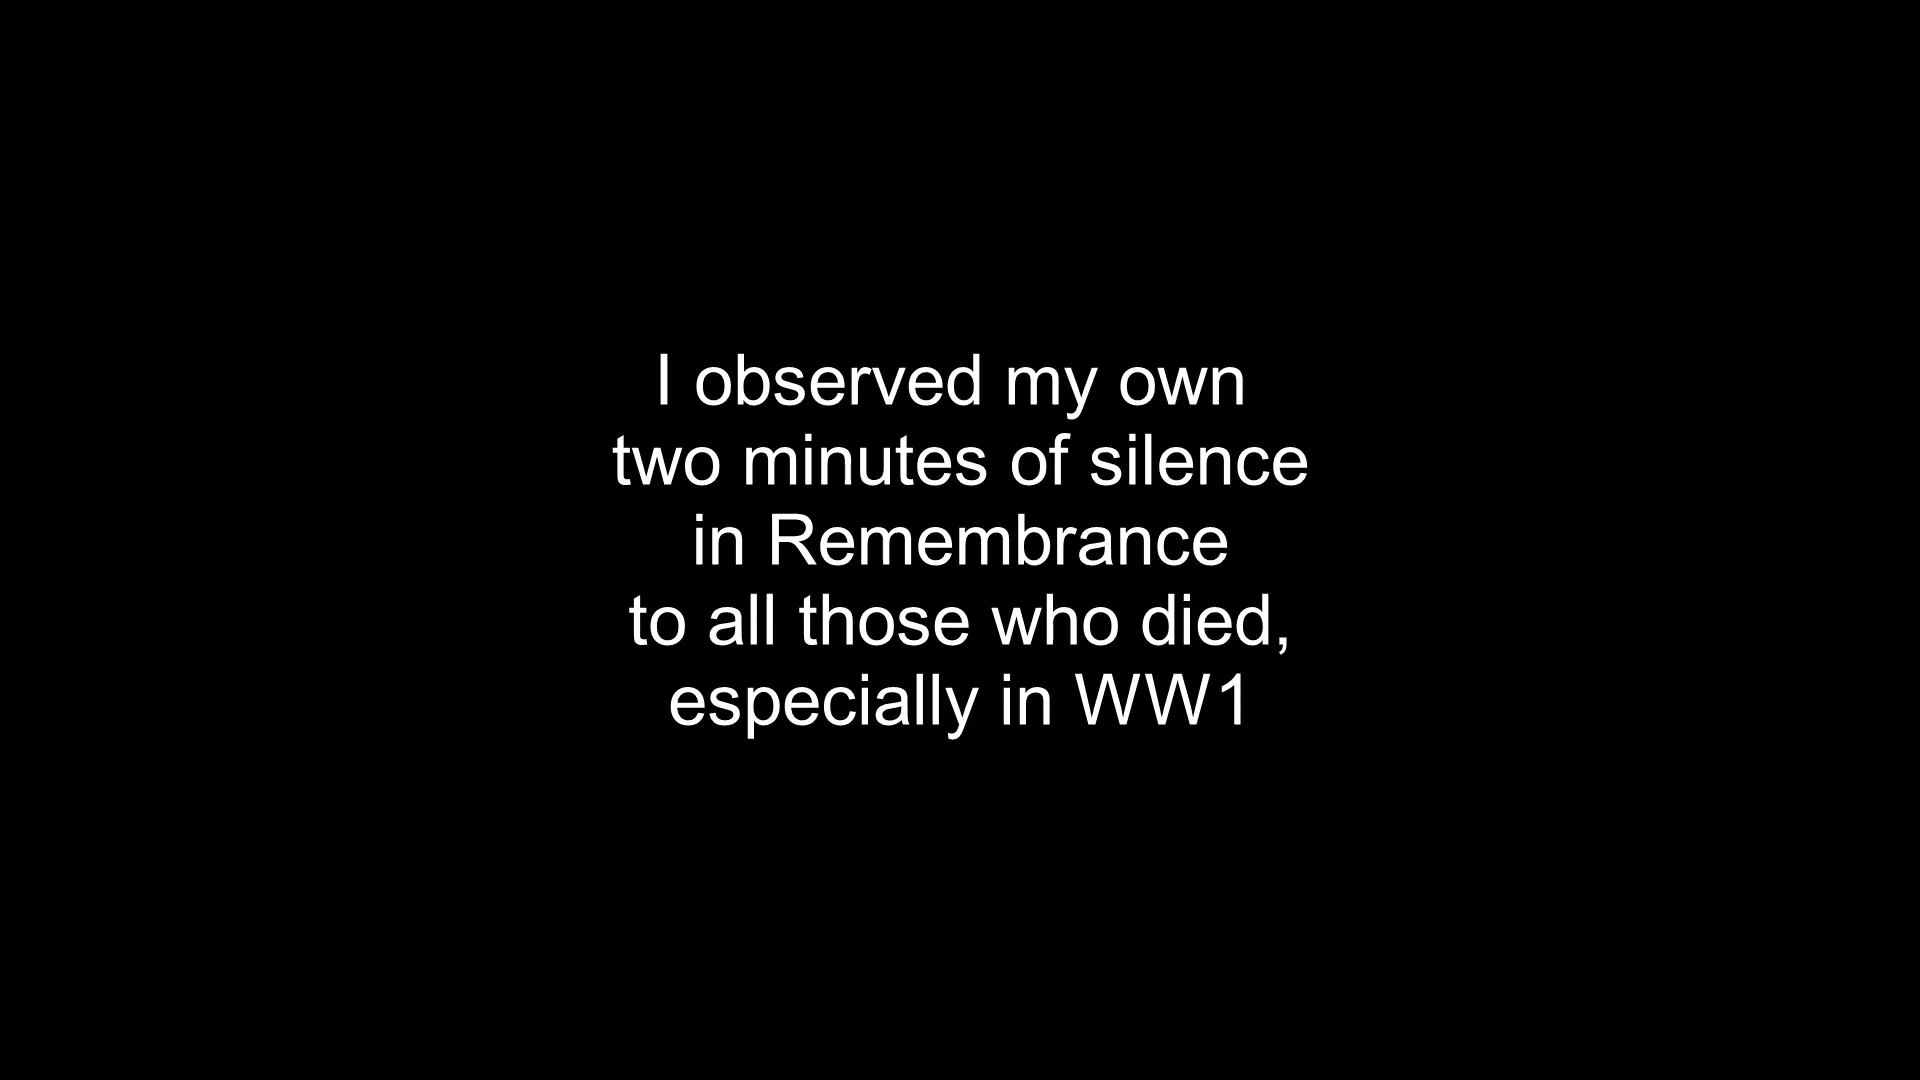 I observed my own
two minutes of silence
in Remembrance
to all those who died,
especially in WW1